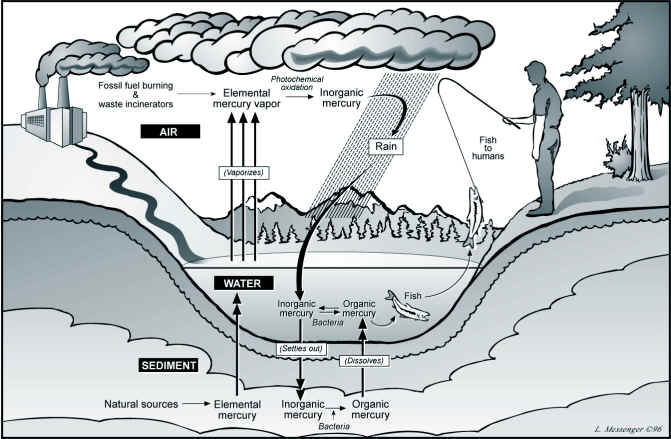 Fossil fuel burning
&
waste incinerators
Elemental
mercury vapor
Photochemical
oxidation
Inorganic
mercury
AIR
Rain
Fish
to
humans
(Vaporizes)
WATER
Inorganic
mercury
Organic
mercury
Bacteria
Fish
(Settles out)
(Dissolves)
SEDIMENT
Natural sources
Elemental
mercury
Inorganic
mercury
Organic
mercury
Bacteria
L. Messenger ©96